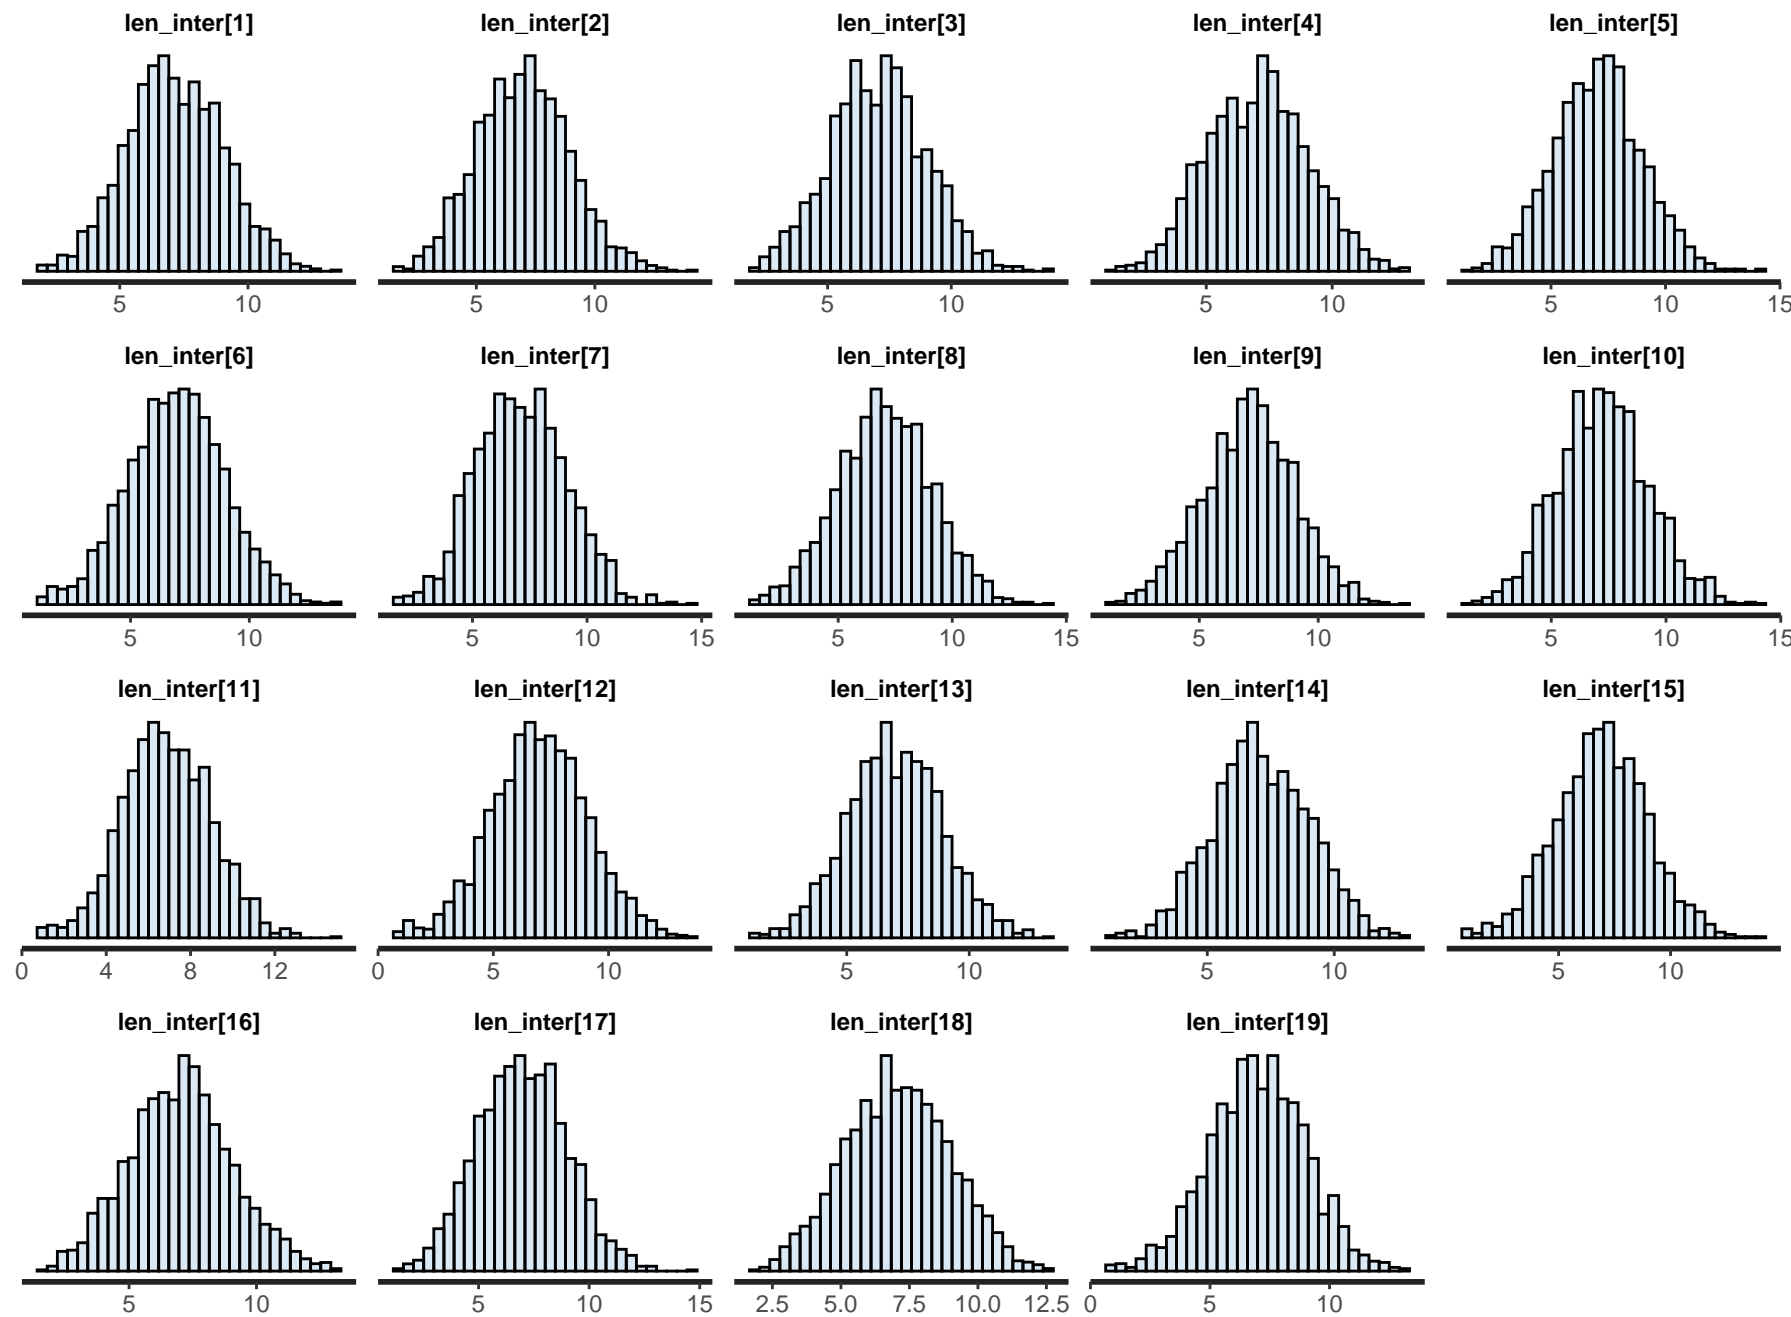 len_inter[1] len_inter[2] len_inter[3] len_inter[4] len_inter[5]
5 10 5 10 5 10 5 10 5 10 15
len_inter[6] len_inter[7] len_inter[8] len_inter[9] len_inter[10]
5 10 5 10 15 5 10 15 5 10 5 10 15
len_inter[11] len_inter[12] len_inter[13] len_inter[14] len_inter[15]
0 4 8 12 0 5 10 5 10 5 10 5 10
len_inter[16] len_inter[17] len_inter[18] len_inter[19]
5 10 5 10 15 2.5 5.0 7.5 10.0 12.5 0 5 10